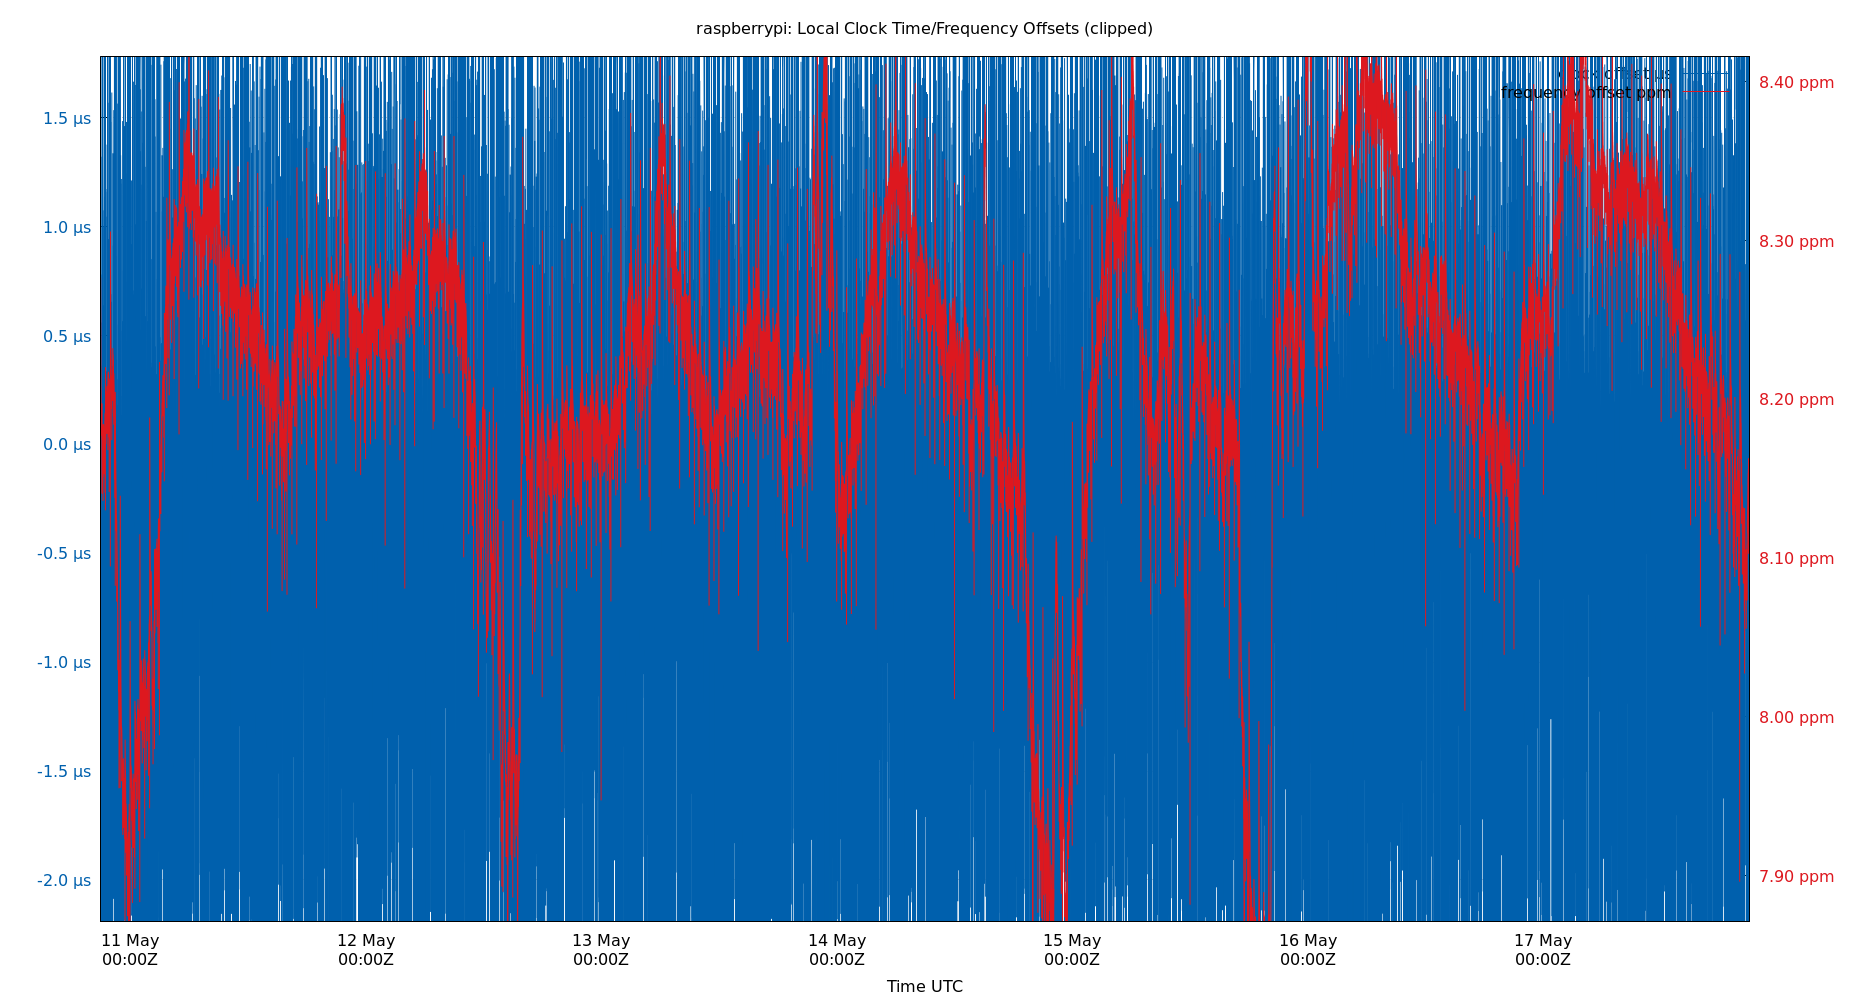 raspberrypi: Local Clock Time/Frequency Offsets (clipped)
clock offset µs
frequency offset ppm
1.5 µs
1.0 µs
0.5 µs
0.0 µs
-0.5 µs
-1.0 µs
-1.5 µs
-2.0 µs
8.40 ppm
8.30 ppm
8.20 ppm
8.10 ppm
8.00 ppm
7.90 ppm
11 May
00:00Z
12 May
00:00Z
13 May
00:00Z
14 May
00:00Z
15 May
00:00Z
16 May
00:00Z
17 May
00:00Z
Time UTC